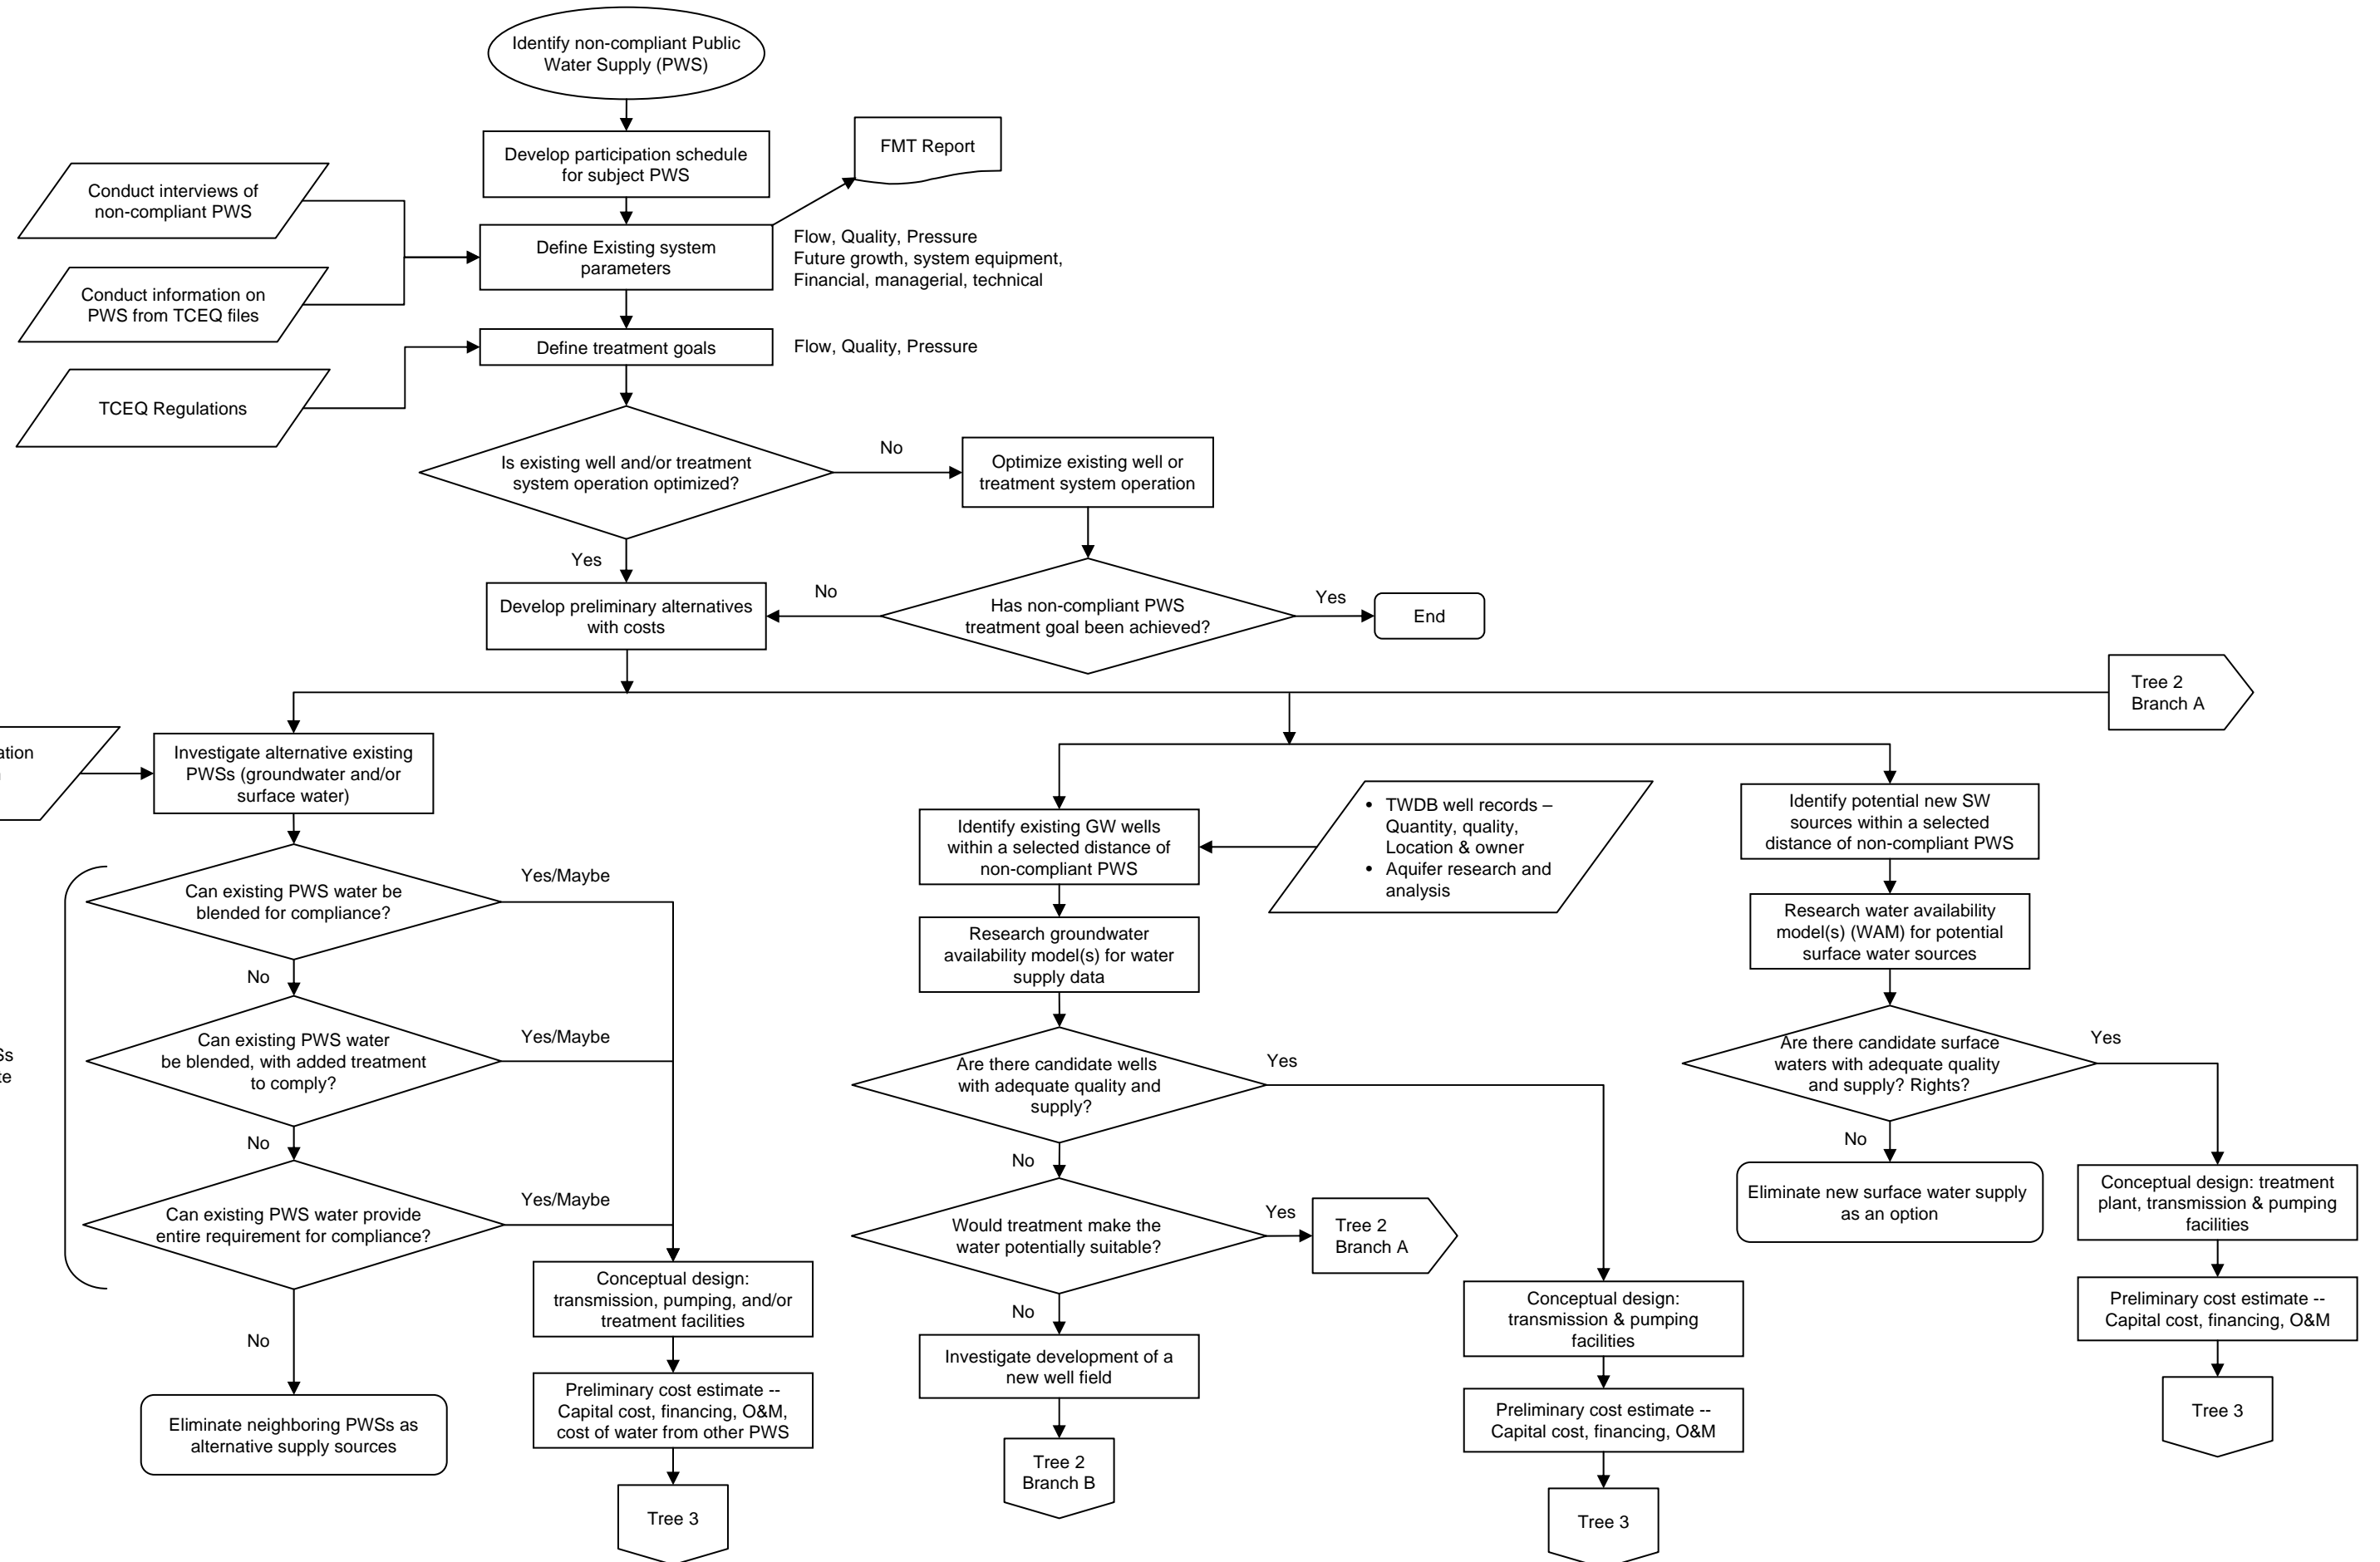 Identify non-compliant Public
Water Supply (PWS)
Develop participation schedule
for subject PWS
FMT Report
Conduct interviews of
non-compliant PWS
Define Existing system
parameters
Flow, Quality, Pressure
Future growth, system equipment,
Financial, managerial, technical
Conduct information on
PWS from TCEQ files
Define treatment goals
Flow, Quality, Pressure
TCEQ Regulations
Is existing well and/or treatment
system operation optimized?
No
Optimize existing well or
treatment system operation
Yes
Develop preliminary alternatives
with costs
No
Has non-compliant PWS
treatment goal been achieved?
Yes
End
Tree 2
Branch A
Investigate alternative existing
PWSs (groundwater and/or
surface water)
Can existing PWS water be
blended for compliance?
Yes/Maybe
No
Can existing PWS water
be blended, with added treatment
to comply?
Yes/Maybe
No
Can existing PWS water provide
entire requirement for compliance?
Yes/Maybe
No
Eliminate neighboring PWSs as
alternative supply sources
Conceptual design:
transmission, pumping, and/or
treatment facilities
Preliminary cost estimate --
Capital cost, financing, O&M,
cost of water from other PWS
Tree 3
Identify existing GW wells
within a selected distance of
non-compliant PWS
• TWDB well records –
Quantity, quality,
Location & owner
• Aquifer research and
analysis
Research groundwater
availability model(s) for water
supply data
Are there candidate wells
with adequate quality and
supply?
Yes
No
Would treatment make the
water potentially suitable?
Yes
Tree 2
Branch A
No
Investigate development of a
new well field
Tree 2
Branch B
Conceptual design:
transmission & pumping
facilities
Preliminary cost estimate --
Capital cost, financing, O&M
Tree 3
Identify potential new SW
sources within a selected
distance of non-compliant PWS
Research water availability
model(s) (WAM) for potential
surface water sources
Are there candidate surface
waters with adequate quality
and supply? Rights?
Yes
No
Eliminate new surface water supply
as an option
Conceptual design: treatment
plant, transmission & pumping
facilities
Preliminary cost estimate --
Capital cost, financing, O&M
Tree 3